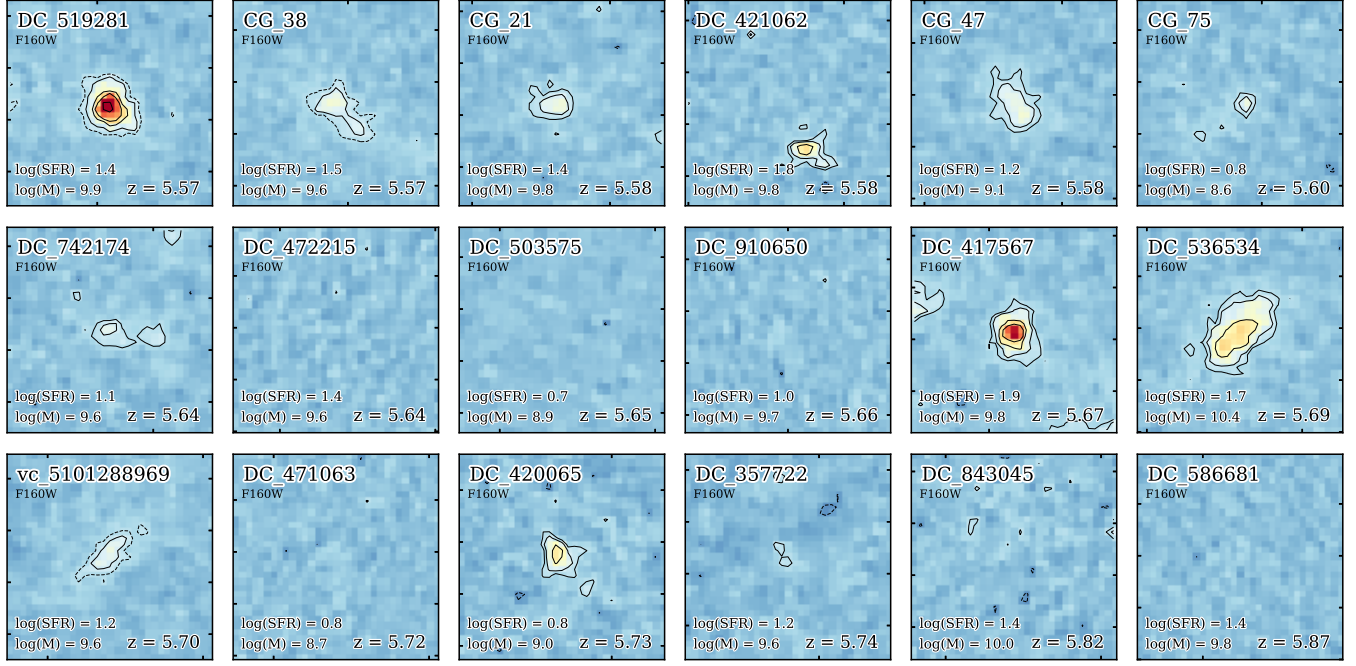 DC_519281
F160W
log(SFR) = 1.4
log(M) = 9.9
z = 5.57
CG_38
F160W
log(SFR) = 1.5
log(M) = 9.6
z = 5.57
CG_21
F160W
log(SFR) = 1.4
log(M) = 9.8
z = 5.58
DC_421062
F160W
log(SFR) = 1.8
log(M) = 9.8
z = 5.58
CG_47
F160W
log(SFR) = 1.2
log(M) = 9.1
z = 5.58
CG_75
F160W
log(SFR) = 0.8
log(M) = 8.6
z = 5.60
DC_742174
F160W
log(SFR) = 1.1
log(M) = 9.6
z = 5.64
DC_472215
F160W
log(SFR) = 1.4
log(M) = 9.6
z = 5.64
DC_503575
F160W
log(SFR) = 0.7
log(M) = 8.9
z = 5.65
DC_910650
F160W
log(SFR) = 1.0
log(M) = 9.7
z = 5.66
DC_417567
F160W
log(SFR) = 1.9
log(M) = 9.8
z = 5.67
DC_536534
F160W
log(SFR) = 1.7
log(M) = 10.4
z = 5.69
vc_5101288969
F160W
log(SFR) = 1.2
log(M) = 9.6
z = 5.70
DC_471063
F160W
log(SFR) = 0.8
log(M) = 8.7
z = 5.72
DC_420065
F160W
log(SFR) = 0.8
log(M) = 9.0
z = 5.73
DC_357722
F160W
log(SFR) = 1.2
log(M) = 9.6
z = 5.74
DC_843045
F160W
log(SFR) = 1.4
log(M) = 10.0
z = 5.82
DC_586681
F160W
log(SFR) = 1.4
log(M) = 9.8
z = 5.87